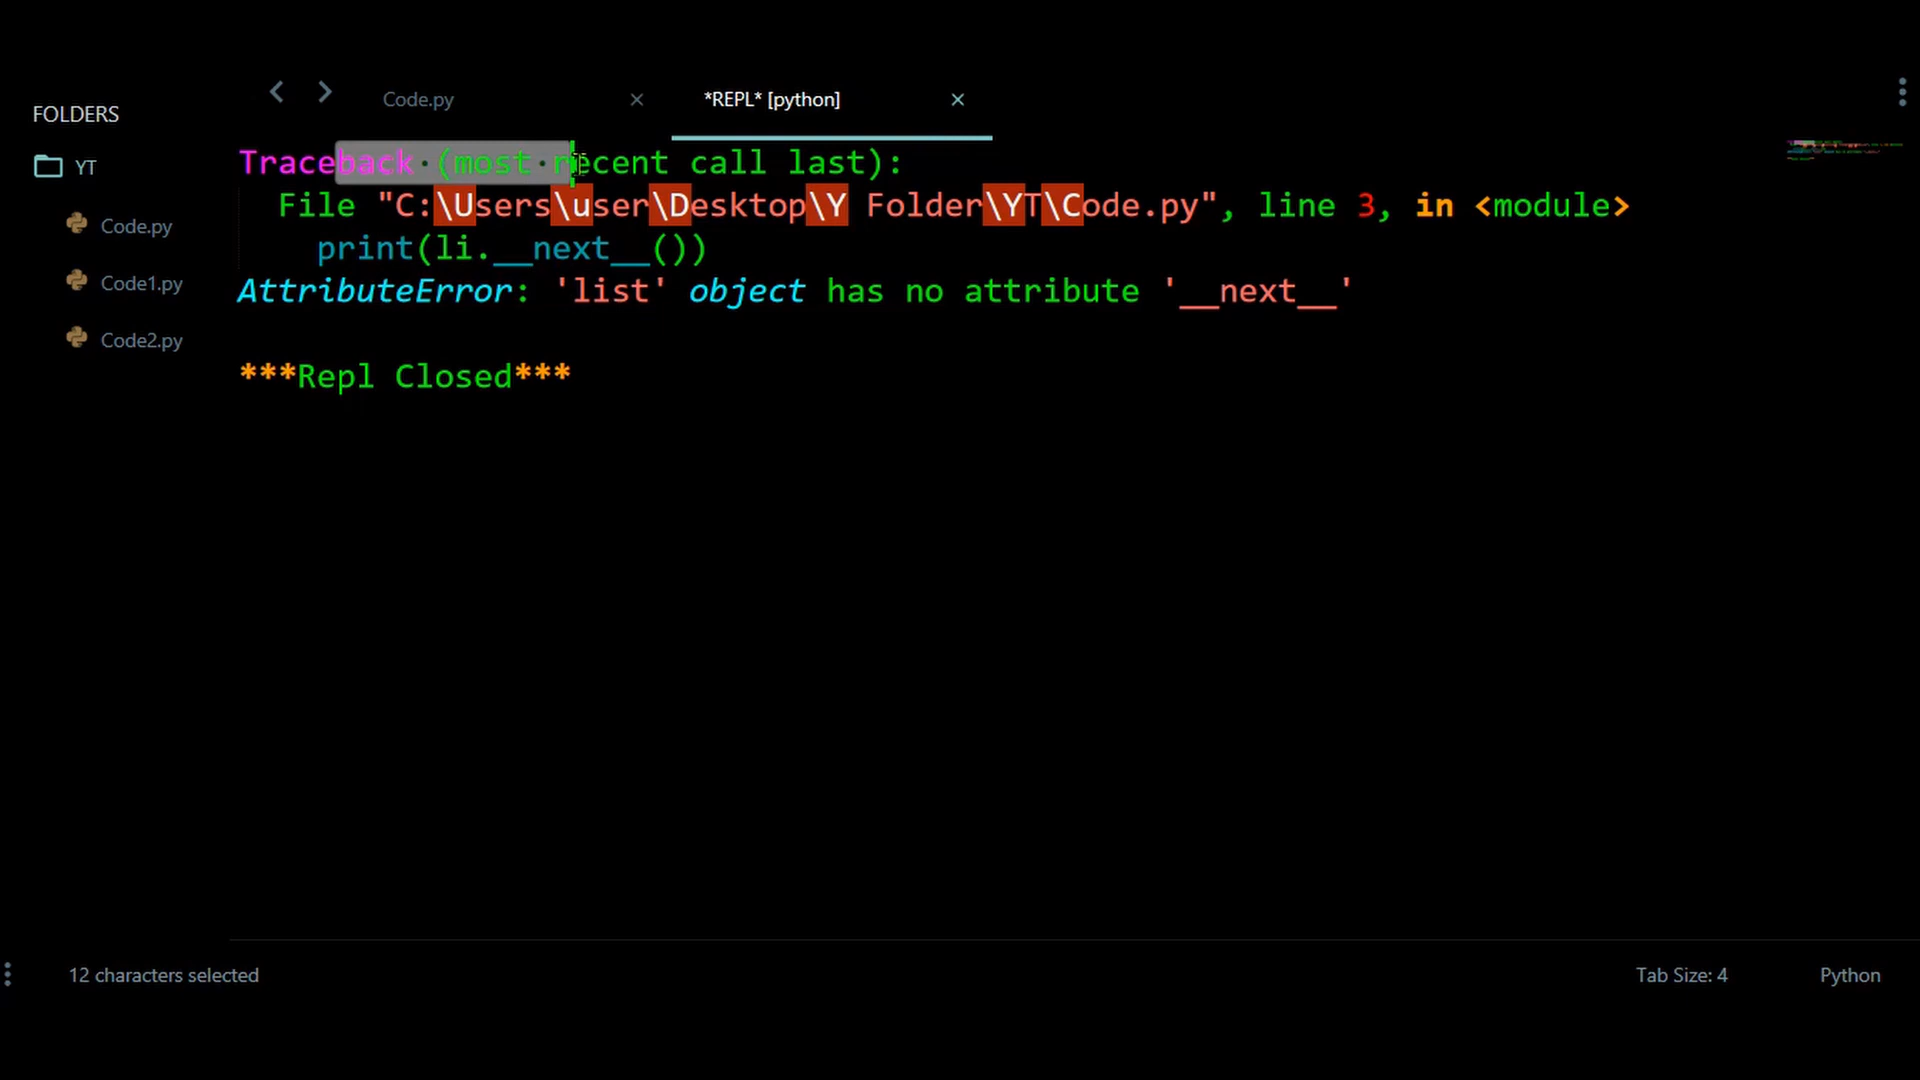 FOLDERS
YT
Code.py
Code1.py
Code2.py
Code.py
*REPL* [python]
Traceback (most recent call last):
File "C:\Users\user\Desktop\Y Folder\YT\Code.py", line 3, in <module>
print(li.__next__())
AttributeError: 'list' object has no attribute '__next__'
***Repl Closed***
12 characters selected
Tab Size: 4
Python